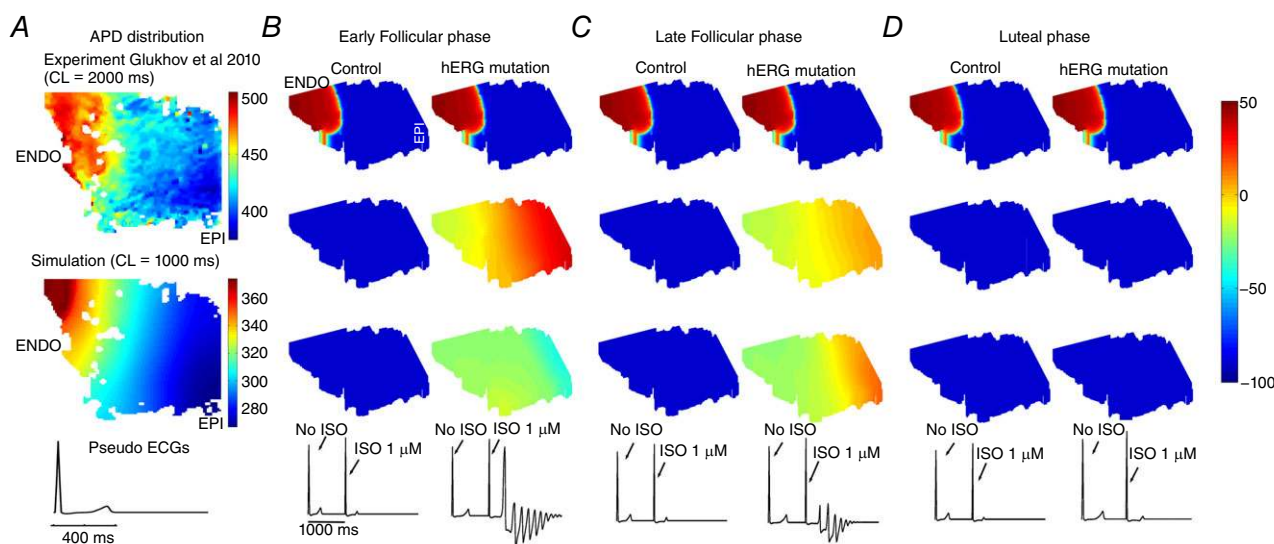 A
APD distribution
Experiment Glukhov et al 2010
(CL = 2000 ms)
500
450
400
ENDO
EPI
Simulation (CL = 1000 ms)
360
340
320
300
280
ENDO
EPI
Pseudo ECGs
400 ms
B
Early Follicular phase
Control
hERG mutation
ENDO
EPI
No ISO
ISO 1 μM
No ISO
ISO 1 μM
1000 ms
C
Late Follicular phase
Control
hERG mutation
No ISO
ISO 1 μM
No ISO
ISO 1 μM
D
Luteal phase
Control
hERG mutation
No ISO
ISO 1 μM
No ISO
ISO 1 μM
50
0
−50
−100